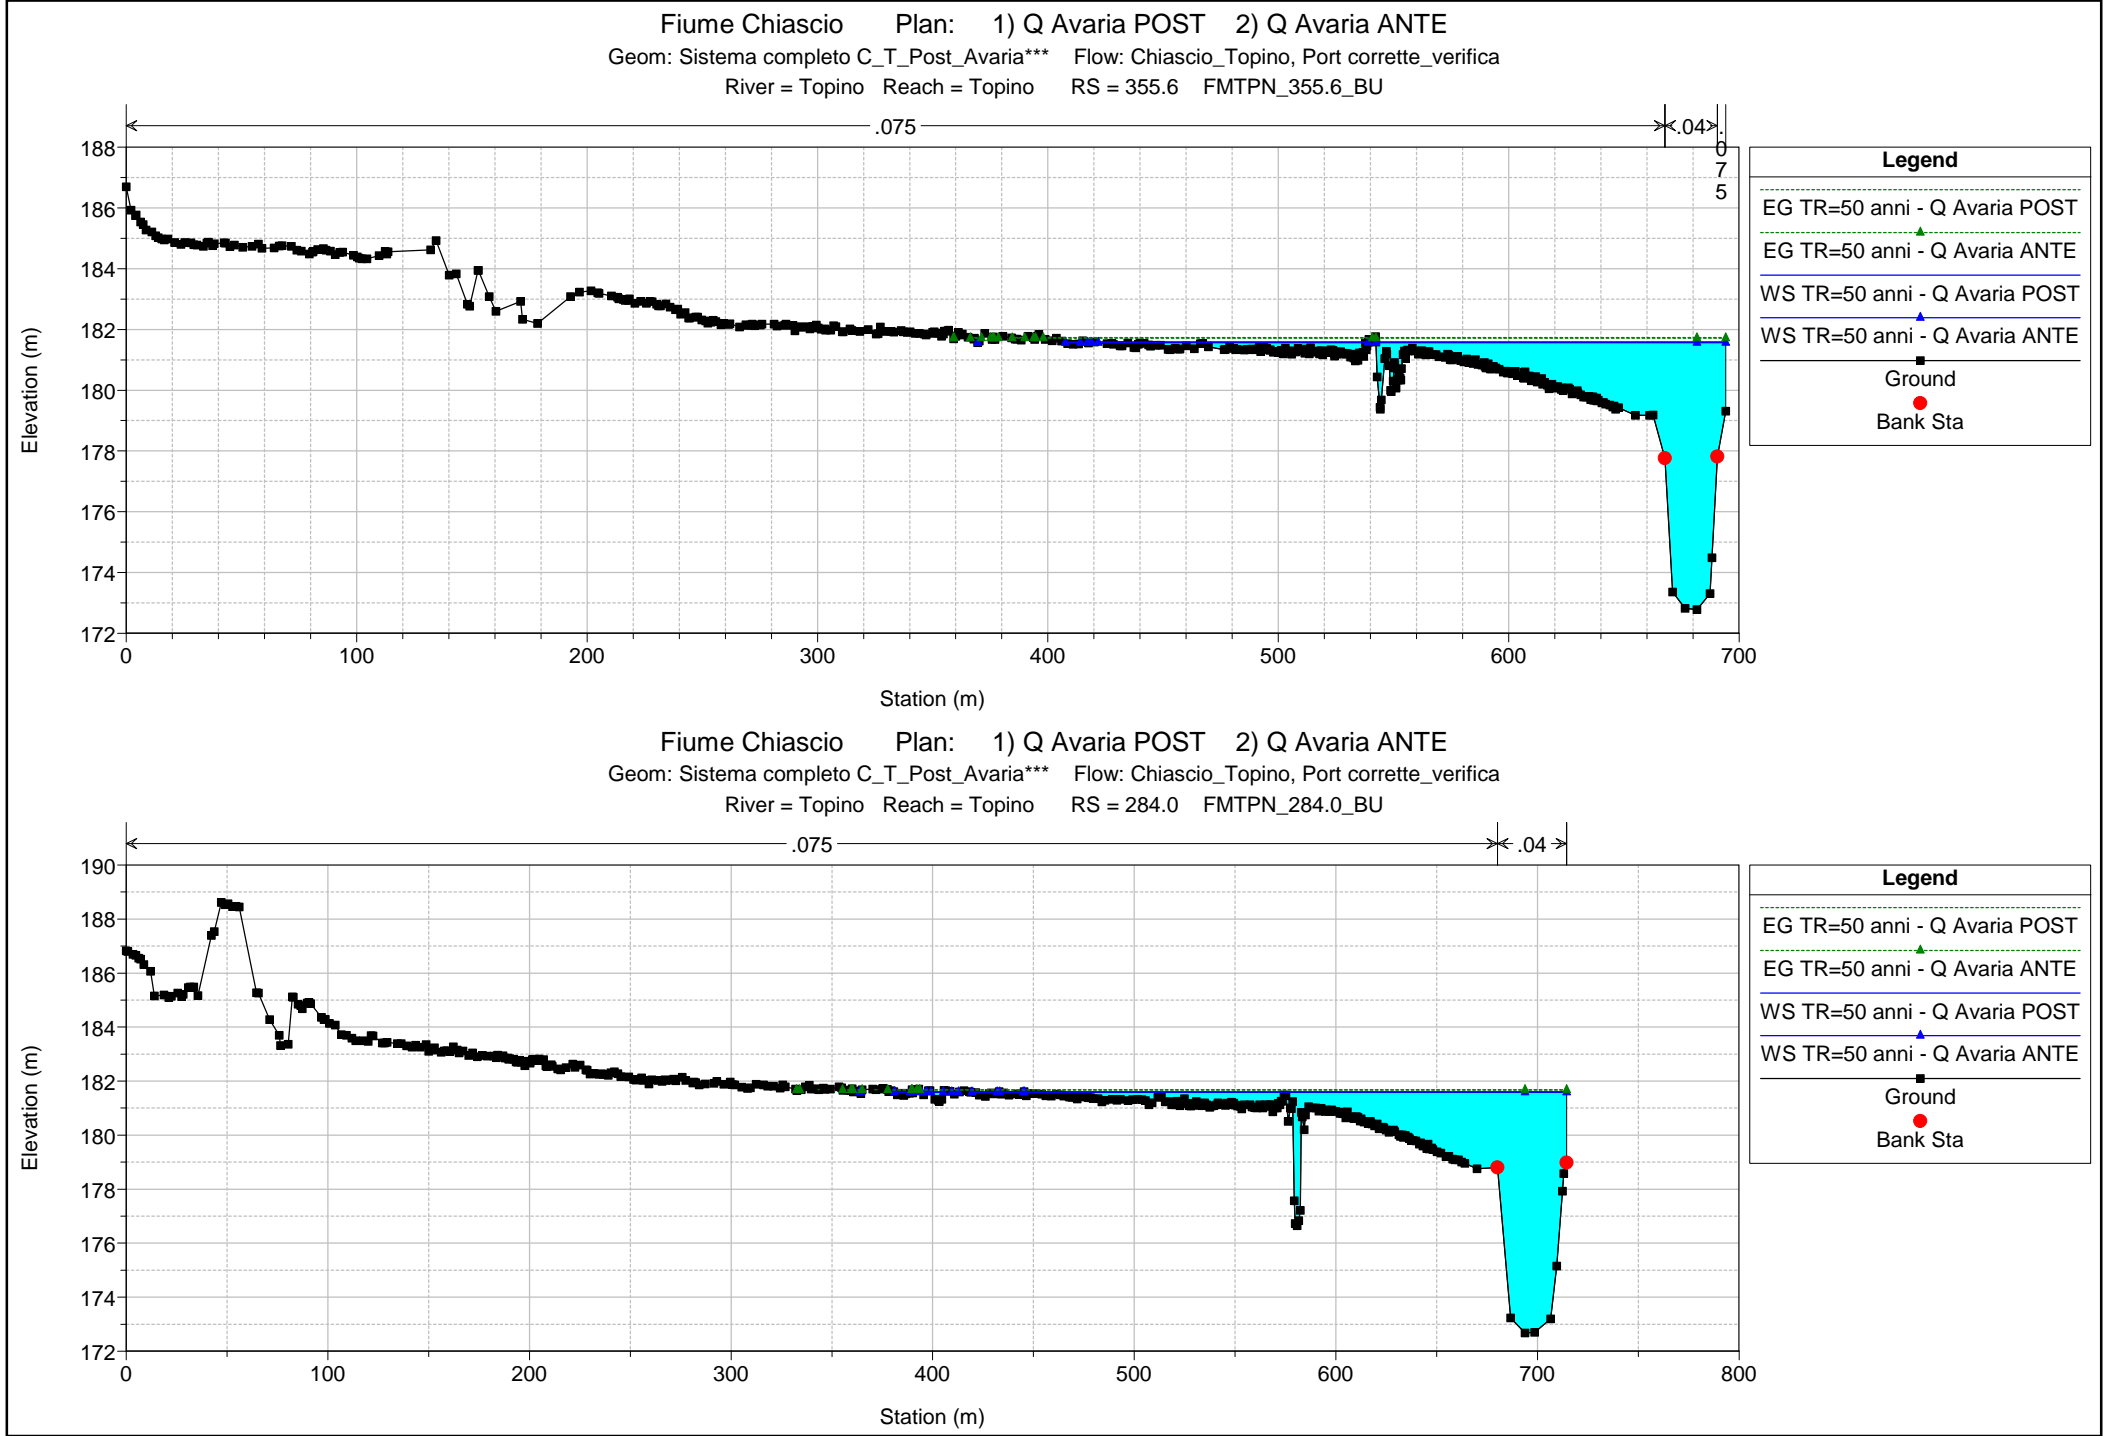 Fiume Chiascio Plan: 1) Q Avaria POST 2) Q Avaria ANTE
Geom: Sistema completo C_T_Post_Avaria*** Flow: Chiascio_Topino, Port corrette_verifica
River = Topino Reach = Topino RS = 355.6 FMTPN_355.6_BU
.075 .04 .075
188
186
184
182
180
178
176
174
172
Elevation (m)
0 100 200 300 400 500 600 700
Station (m)
Legend
EG TR=50 anni - Q Avaria POST
EG TR=50 anni - Q Avaria ANTE
WS TR=50 anni - Q Avaria POST
WS TR=50 anni - Q Avaria ANTE
Ground
Bank Sta
Fiume Chiascio Plan: 1) Q Avaria POST 2) Q Avaria ANTE
Geom: Sistema completo C_T_Post_Avaria*** Flow: Chiascio_Topino, Port corrette_verifica
River = Topino Reach = Topino RS = 284.0 FMTPN_284.0_BU
.075 .04
190
188
186
184
182
180
178
176
174
172
Elevation (m)
0 100 200 300 400 500 600 700 800
Station (m)
Legend
EG TR=50 anni - Q Avaria POST
EG TR=50 anni - Q Avaria ANTE
WS TR=50 anni - Q Avaria POST
WS TR=50 anni - Q Avaria ANTE
Ground
Bank Sta